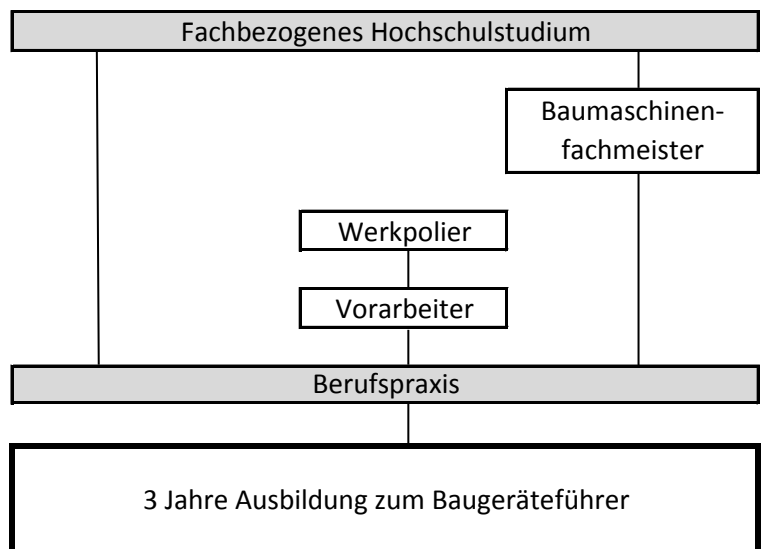 Fachbezogenes Hochschulstudium
Baumaschinen-
fachmeister
Werkpolier
Vorarbeiter
Berufspraxis
3 Jahre Ausbildung zum Baugeräteführer